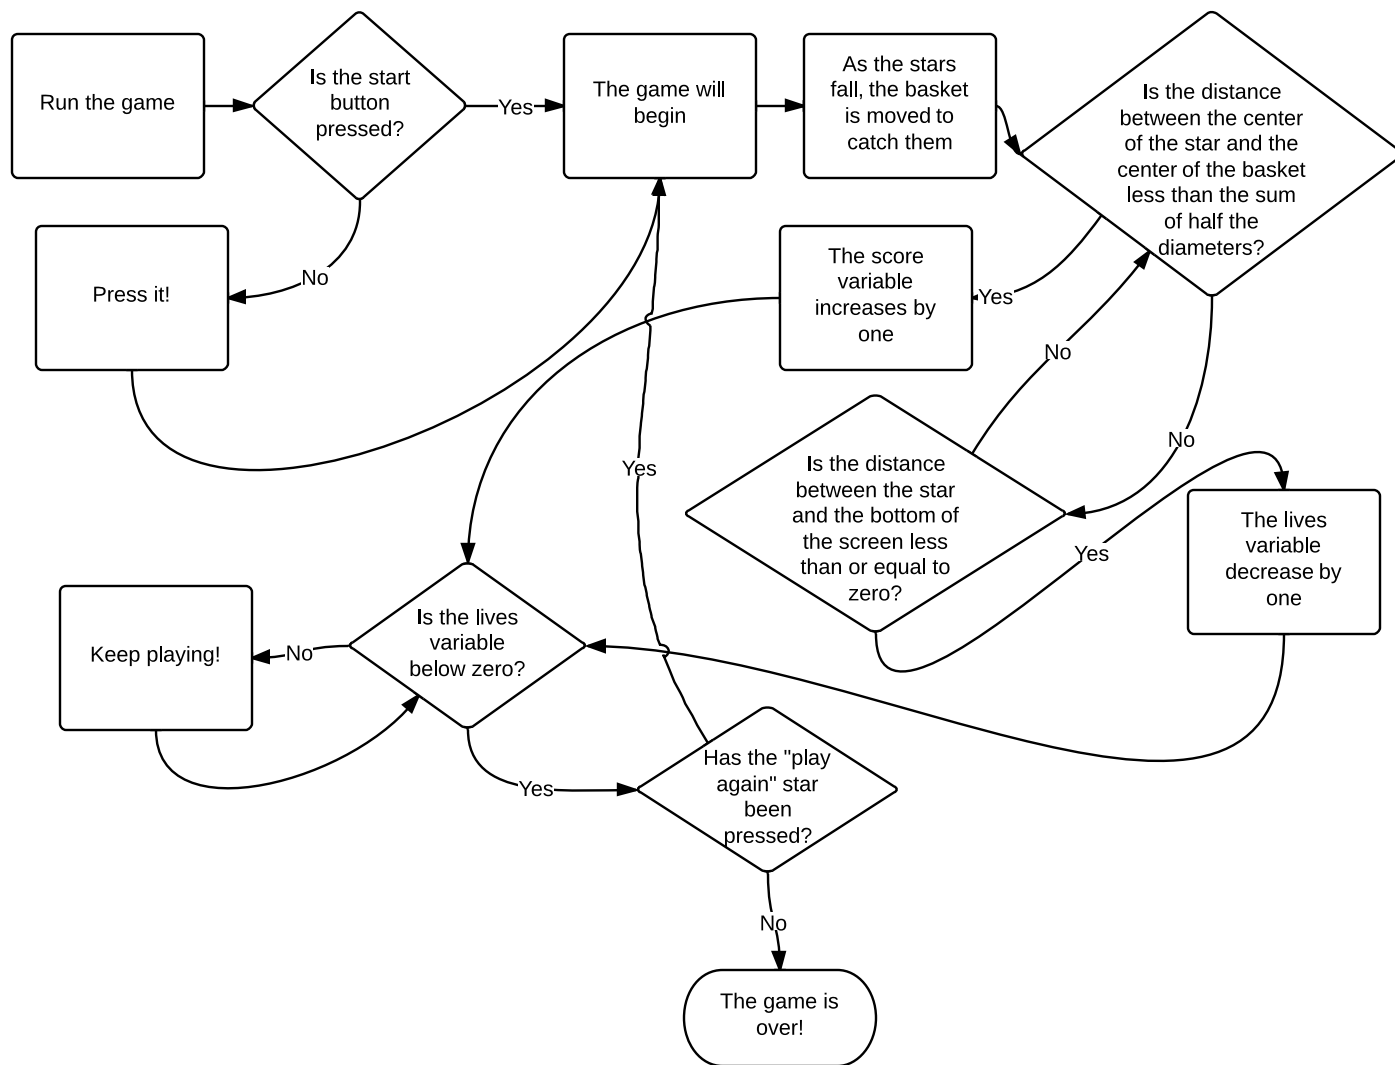 Run the game
Is the start
button
pressed?
Yes
The game will
begin
As the stars
fall, the basket
is moved to
catch them
Is the distance
between the center
of the star and the
center of the basket
less than the sum
of half the
diameters?
No
Press it!
The score
variable
increases by
one
Yes
No
No
Yes
Is the distance
between the star
and the bottom of
the screen less
than or equal to
zero?
Yes
The lives
variable
decrease by
one
Keep playing!
No
Is the lives
variable
below zero?
Yes
Has the "play
again" star
been
pressed?
No
The game is
over!